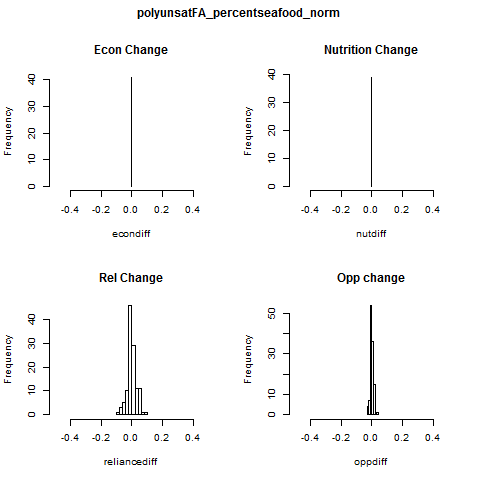 polyunsatFA_percentseafood_norm
Econ Change
Nutrition Change
Frequency
0 10 20 30 40
-0.4 -0.2 0.0 0.2 0.4
econdiff
Frequency
0 10 20 30 40
-0.4 -0.2 0.0 0.2 0.4
nutdiff
Rel Change
Opp change
Frequency
0 10 20 30 40
-0.4 -0.2 0.0 0.2 0.4
reliancediff
Frequency
0 10 30 50
-0.4 -0.2 0.0 0.2 0.4
oppdiff